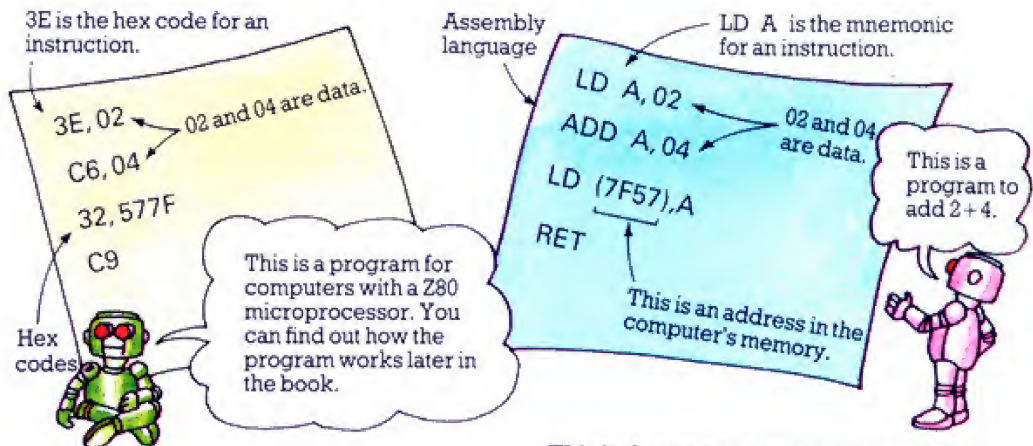 3E is the hex code for an
instruction.
3E, 02
02 and 04 are data.
C6, 04
32, 577F
C9
Hex
codes
This is a program for
computers with a Z80
microprocessor. You
can find out how the
program works later in
the book.
Assembly
language
LD A is the mnemonic
for an instruction.
LD A, 02
ADD A, 04
LD (7F57),A
RET
02 and 04
are data.
This is an address in the
computer's memory.
This is a
program to
add 2+4.